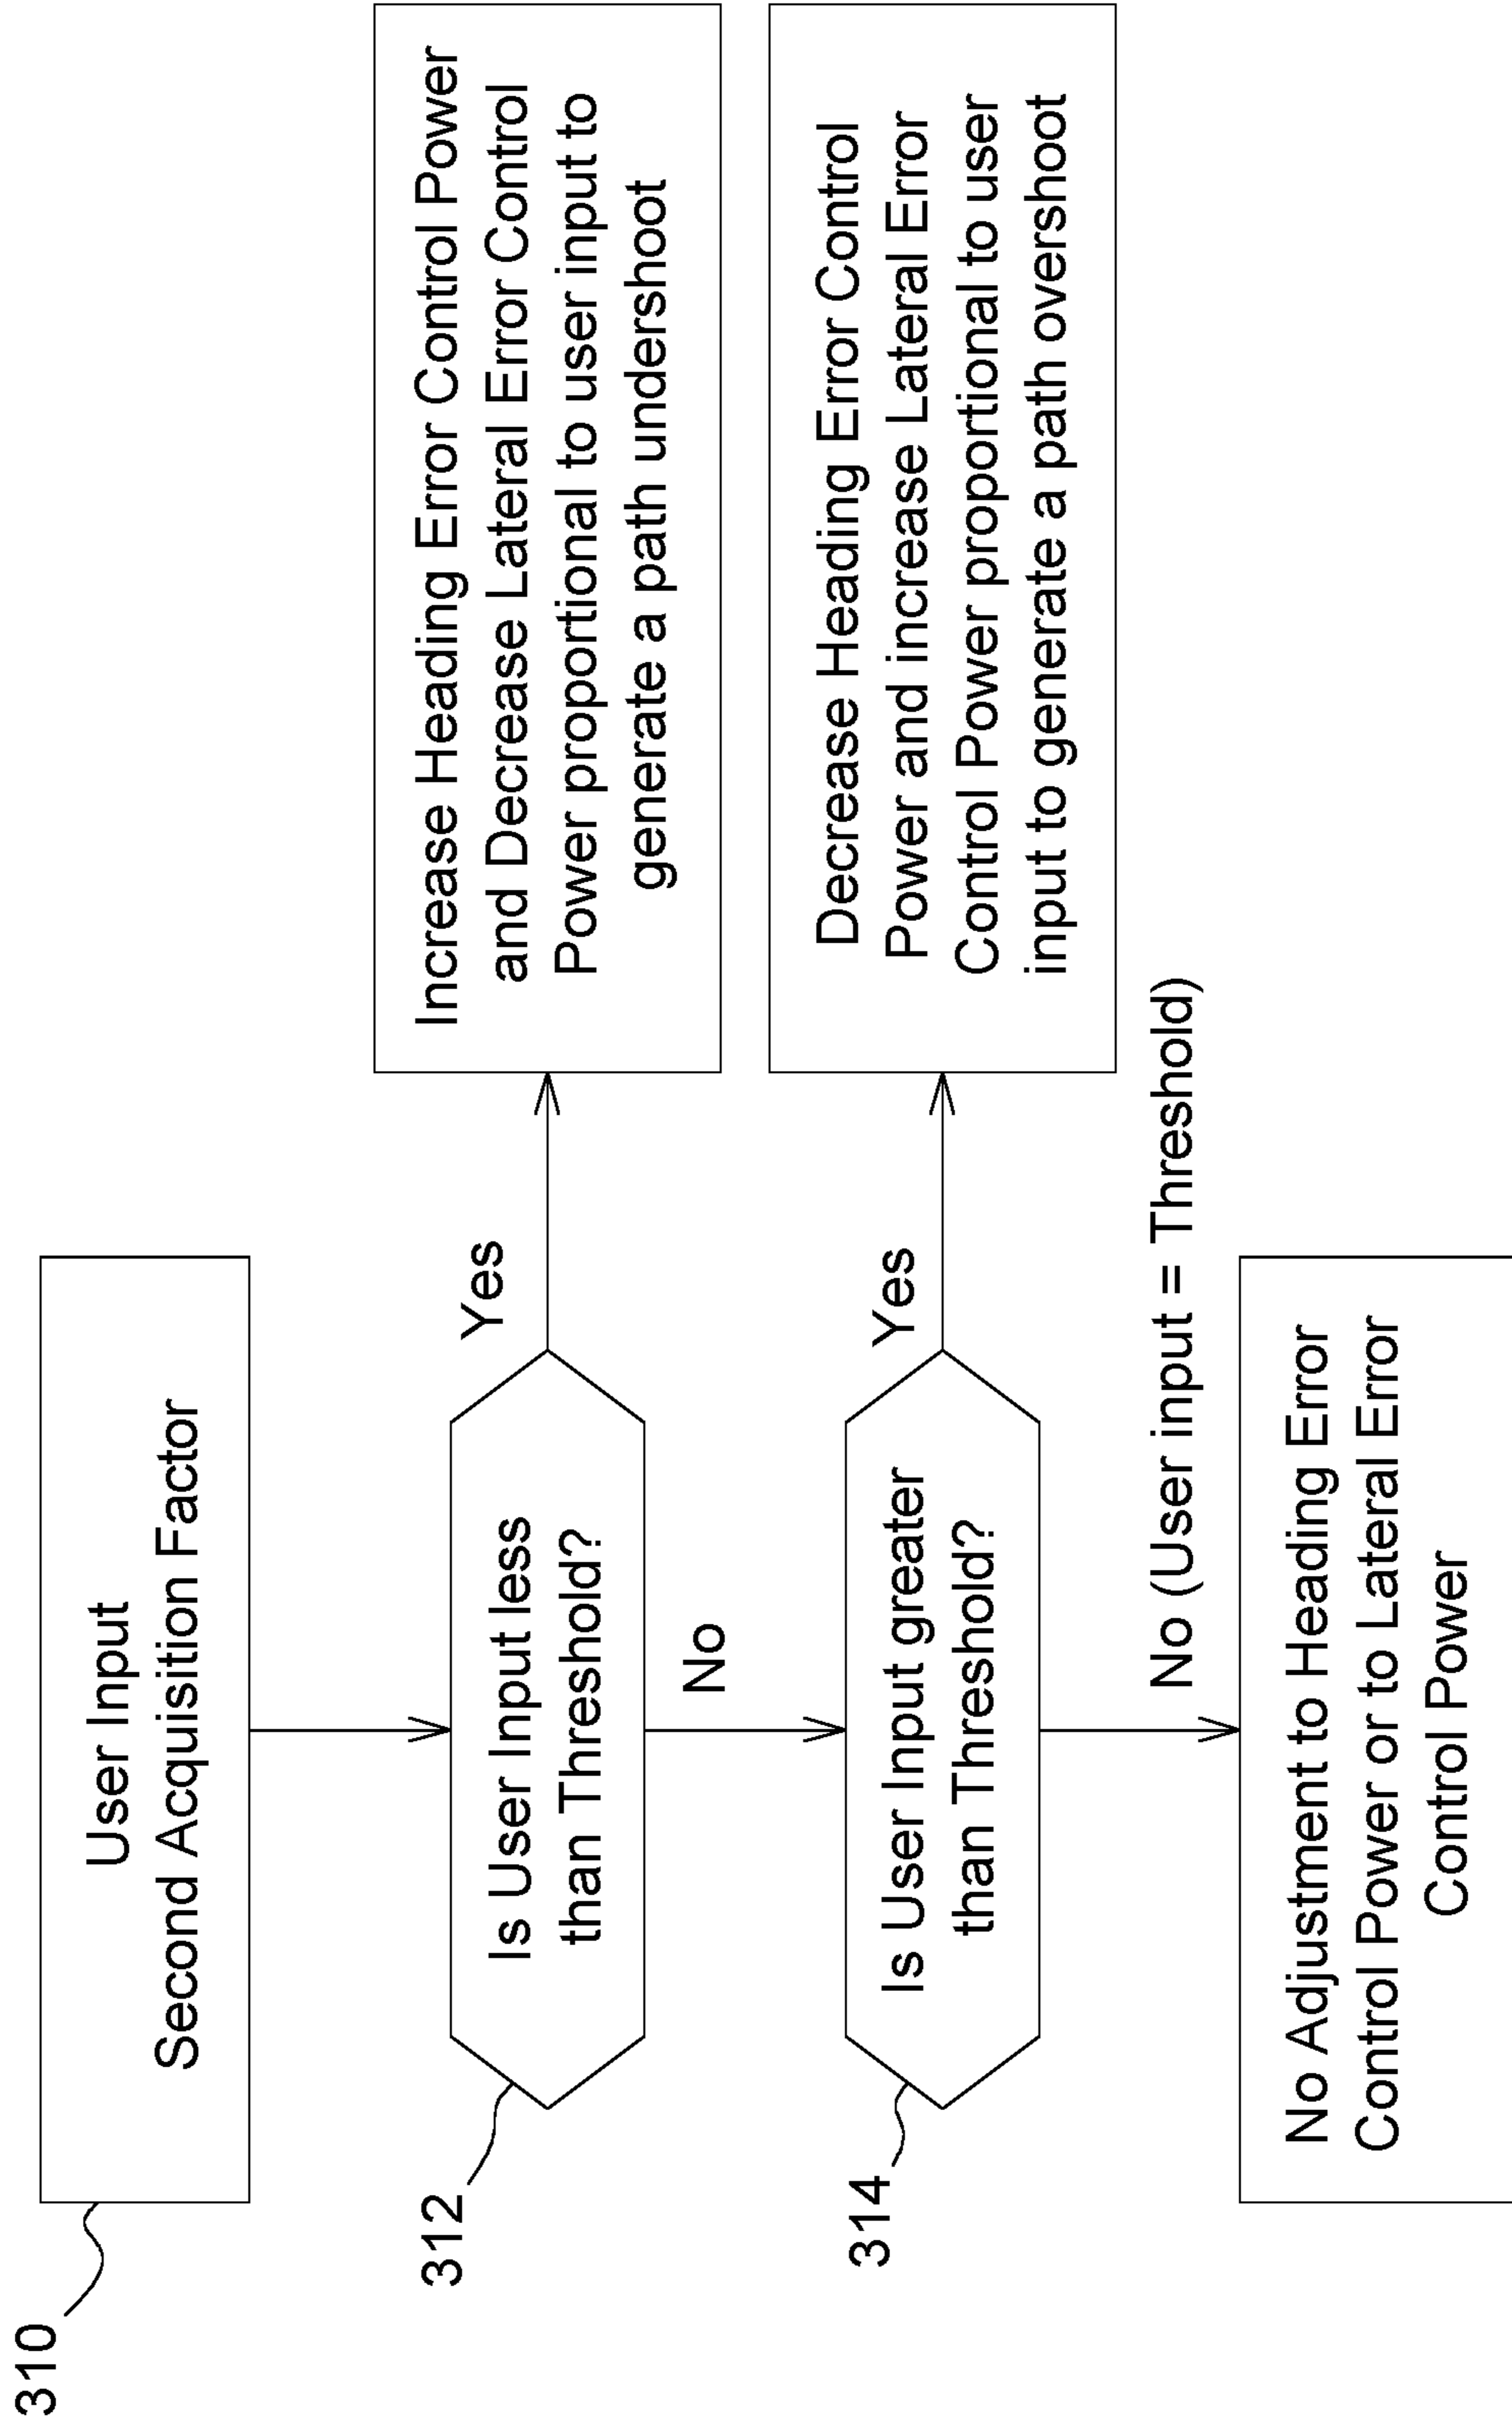 310
User Input
Second Acquisition Factor
312
Is User Input less
than Threshold?
Yes
Increase Heading Error Control Power
and Decrease Lateral Error Control
Power proportional to user input to
generate a path undershoot
No
314
Is User Input greater
than Threshold?
Yes
Decrease Heading Error Control
Power and increase Lateral Error
Control Power proportional to user
input to generate a path overshoot
No (User input = Threshold)
No Adjustment to Heading Error
Control Power or to Lateral Error
Control Power